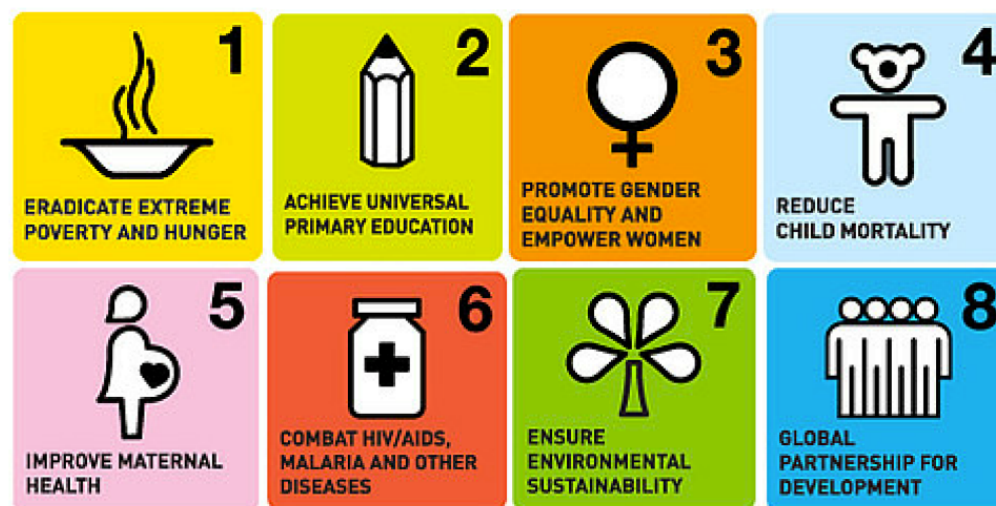 1
ERADICATE EXTREME
POVERTY AND HUNGER
2
ACHIEVE UNIVERSAL
PRIMARY EDUCATION
3
PROMOTE GENDER
EQUALITY AND
EMPOWER WOMEN
4
REDUCE
CHILD MORTALITY
5
IMPROVE MATERNAL
HEALTH
6
COMBAT HIV/AIDS,
MALARIA AND OTHER
DISEASES
7
ENSURE
ENVIRONMENTAL
SUSTAINABILITY
8
GLOBAL
PARTNERSHIP FOR
DEVELOPMENT